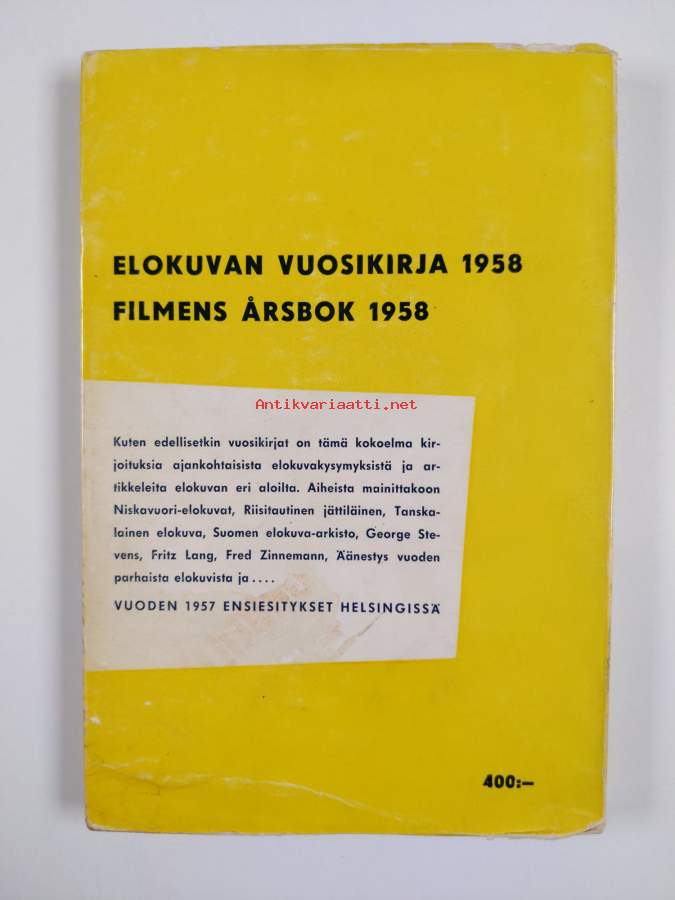 ELOKUVAN VUOSIKIRJA 1958
FILMENS ÅRSBOK 1958
Antikvariaatti.net
Kuten edellisetkin vuosikirjat on tämä kokoelma kir-
joituksia ajankohtaisista elokuvakysymyksistä ja ar-
tikkeleita elokuvan eri aloilta. Aiheista mainittakoon
Niskavuori-elokuvat, Riisitautinen jättiläinen, Tanska-
lainen elokuva, Suomen elokuva-arkisto, George Ste-
vens, Fritz Lang, Fred Zinnemann, Äänestys vuoden
parhaista elokuvista ja....
VUODEN 1957 ENSIESITYKSET HELSINGISSÄ
400:—